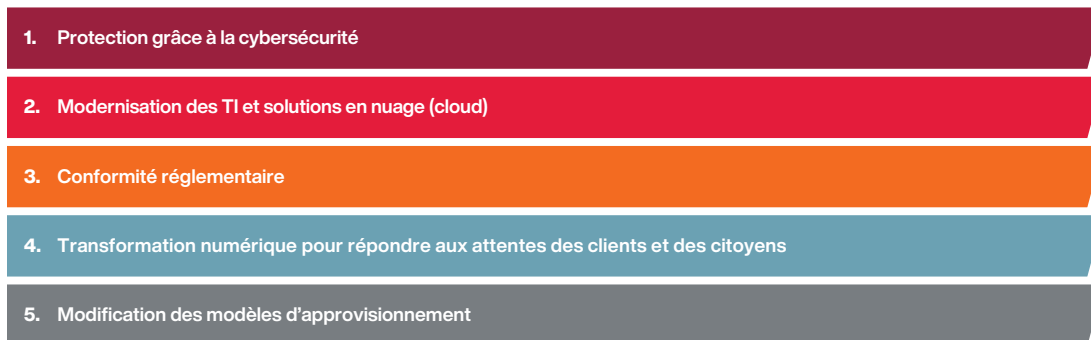 1. Protection grâce à la cybersécurité
2. Modernisation des TI et solutions en nuage (cloud)
3. Conformité réglementaire
4. Transformation numérique pour répondre aux attentes des clients et des citoyens
5. Modification des modèles d’approvisionnement